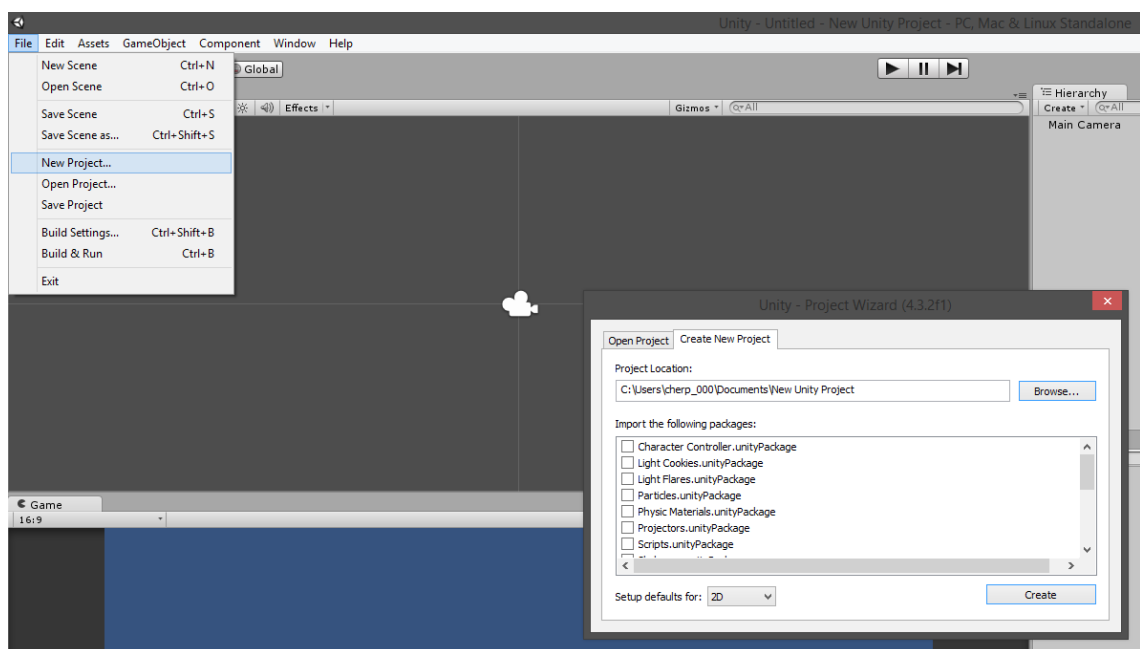 Unity - Untitled - New Unity Project - PC, Mac & Linux Standalone
File Edit Assets GameObject Component Window Help
New Scene Ctrl+N
Global
Open Scene Ctrl+O
Hierarchy
Effects
Gizmos
All
Create
All
Save Scene Ctrl+S
Main Camera
Save Scene as... Ctrl+Shift+S
New Project...
Open Project...
Save Project
Build Settings... Ctrl+Shift+B
Build & Run Ctrl+B
Exit
Unity - Project Wizard (4.3.2f1)
Open Project Create New Project
Project Location:
C:\Users\cherp_000\Documents\New Unity Project Browse...
Import the following packages:
Character Controller.unityPackage
Light Cookies.unityPackage
Light Flares.unityPackage
Particles.unityPackage
Physic Materials.unityPackage
Projectors.unityPackage
Scripts.unityPackage
Setup defaults for: 2D Create
Game
16:9